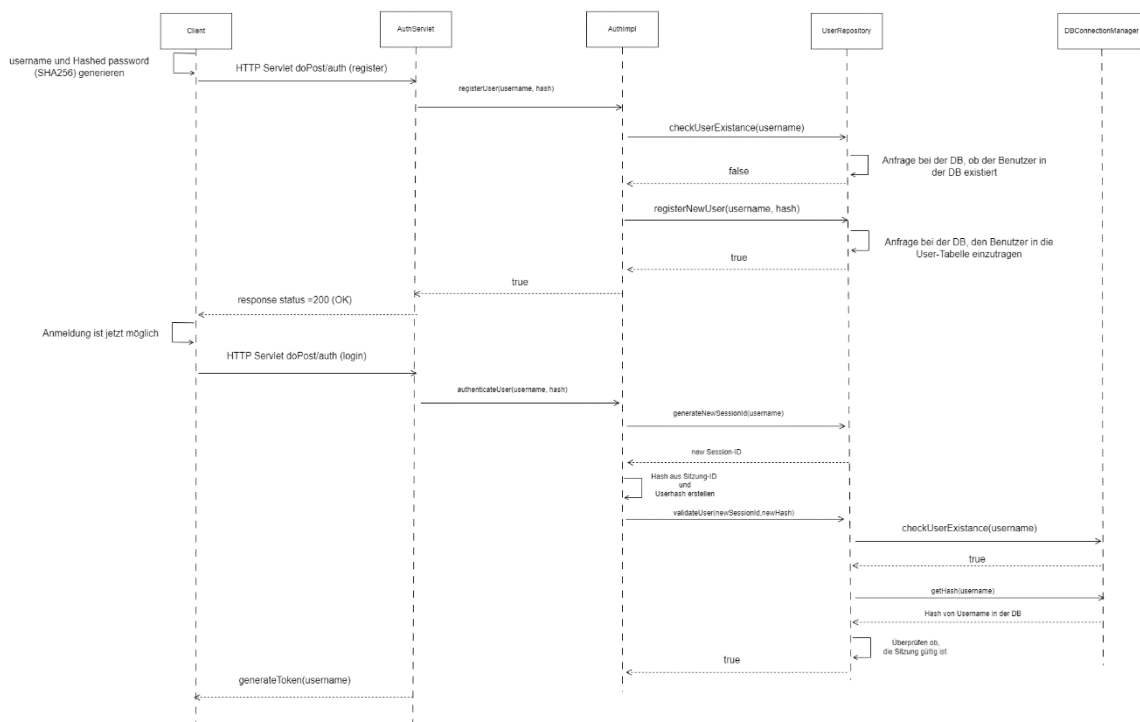 Client
AuthServlet
AuthImpl
UserRepository
DBConnectionManager
username und Hashed password
(SHA256) generieren
HTTP Servlet doPost/auth (register)
registerUser(username, hash)
checkUserExistance(username)
Anfrage bei der DB, ob der Benutzer in
der DB existiert
false
registerNewUser(username, hash)
Anfrage bei der DB, den Benutzer in die
User-Tabelle einzutragen
true
true
response status =200 (OK)
Anmeldung ist jetzt möglich
HTTP Servlet doPost/auth (login)
authenticateUser(username, hash)
generateNewSessionId(username)
new Session-ID
Hash aus Sitzung-ID
und
Userhash erstellen
validateUser(newSessionId,newHash)
checkUserExistance(username)
true
getHash(username)
Hash von Username in der DB
Überprüfen ob,
die Sitzung gültig ist.
true
generateToken(username)